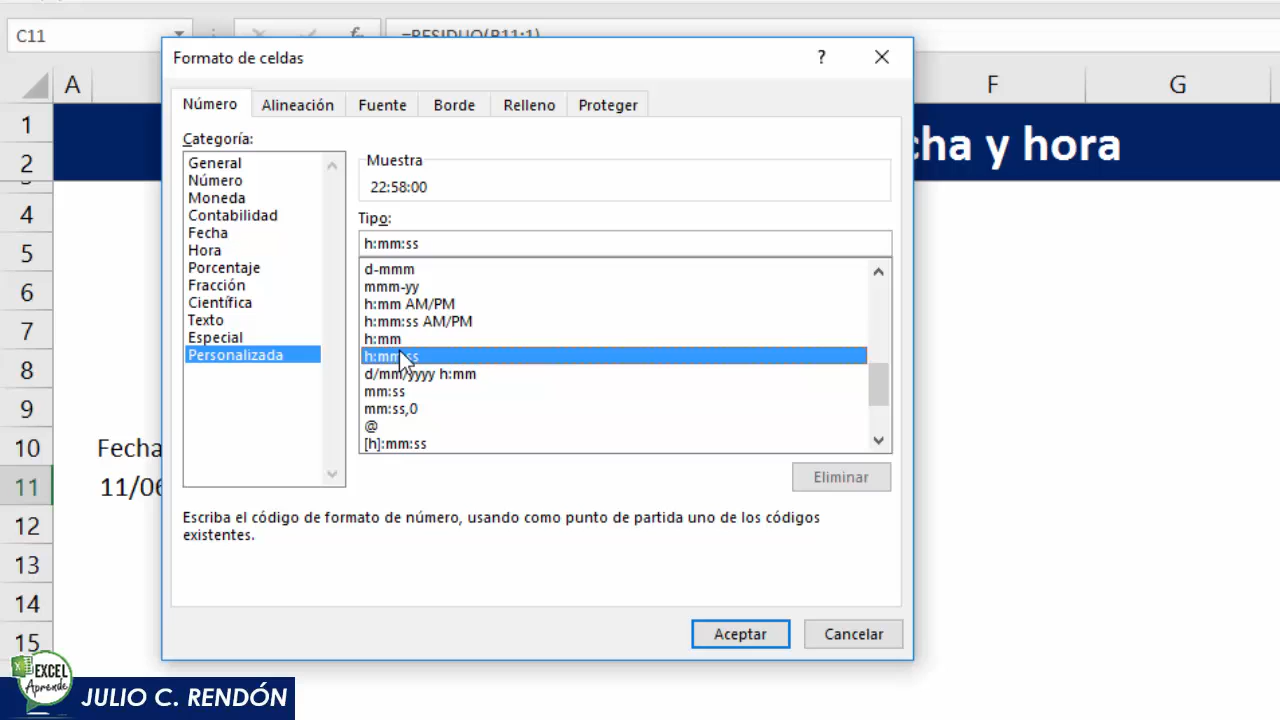 C11
=RESIDUO(B11;1)
Formato de celdas
?
A
F
G
Número
Alineación
Fuente
Borde
Relleno
Proteger
Categoría:
General
Número
Moneda
Contabilidad
Fecha
Hora
Porcentaje
Fracción
Científica
Texto
Especial
Personalizada
Muestra
22:58:00
Tipo:
h:mm:ss
d-mmm
mmm-yy
h:mm AM/PM
h:mm:ss AM/PM
h:mm
h:mm:ss
d/mm/yyyy h:mm
mm:ss
mm:ss,0
@
[h]:mm:ss
Eliminar
Escriba el código de formato de número, usando como punto de partida uno de los códigos
existentes.
Aceptar
Cancelar
cha y hora
1
2
4
5
6
7
8
9
10
Fecha
11
11/06
12
13
14
15
EXCEL
Aprende
JULIO C. RENDÓN